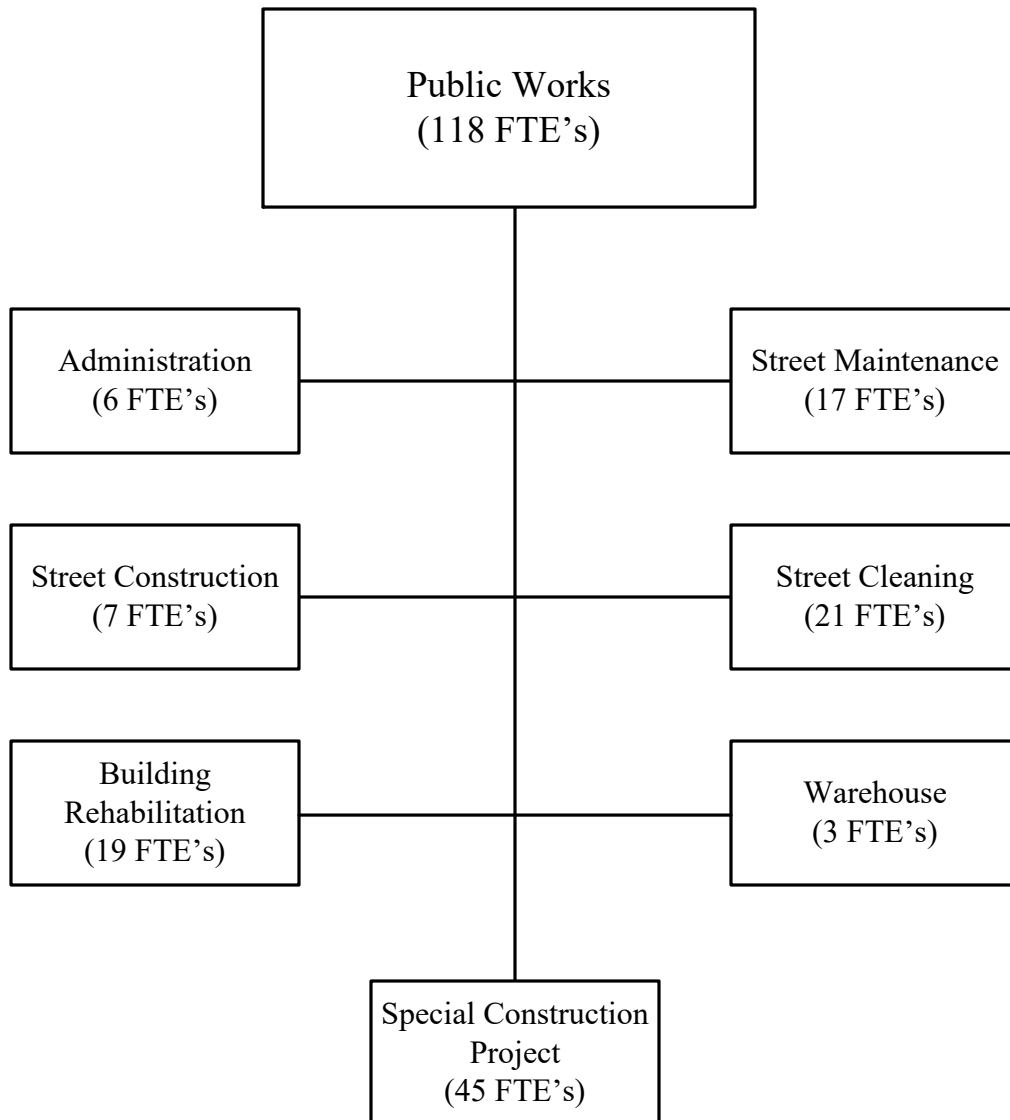 Public Works
(118 FTE’s)
Administration
(6 FTE’s)
Street Maintenance
(17 FTE’s)
Street Construction
(7 FTE’s)
Street Cleaning
(21 FTE’s)
Building
Rehabilitation
(19 FTE’s)
Warehouse
(3 FTE’s)
Special Construction
Project
(45 FTE’s)